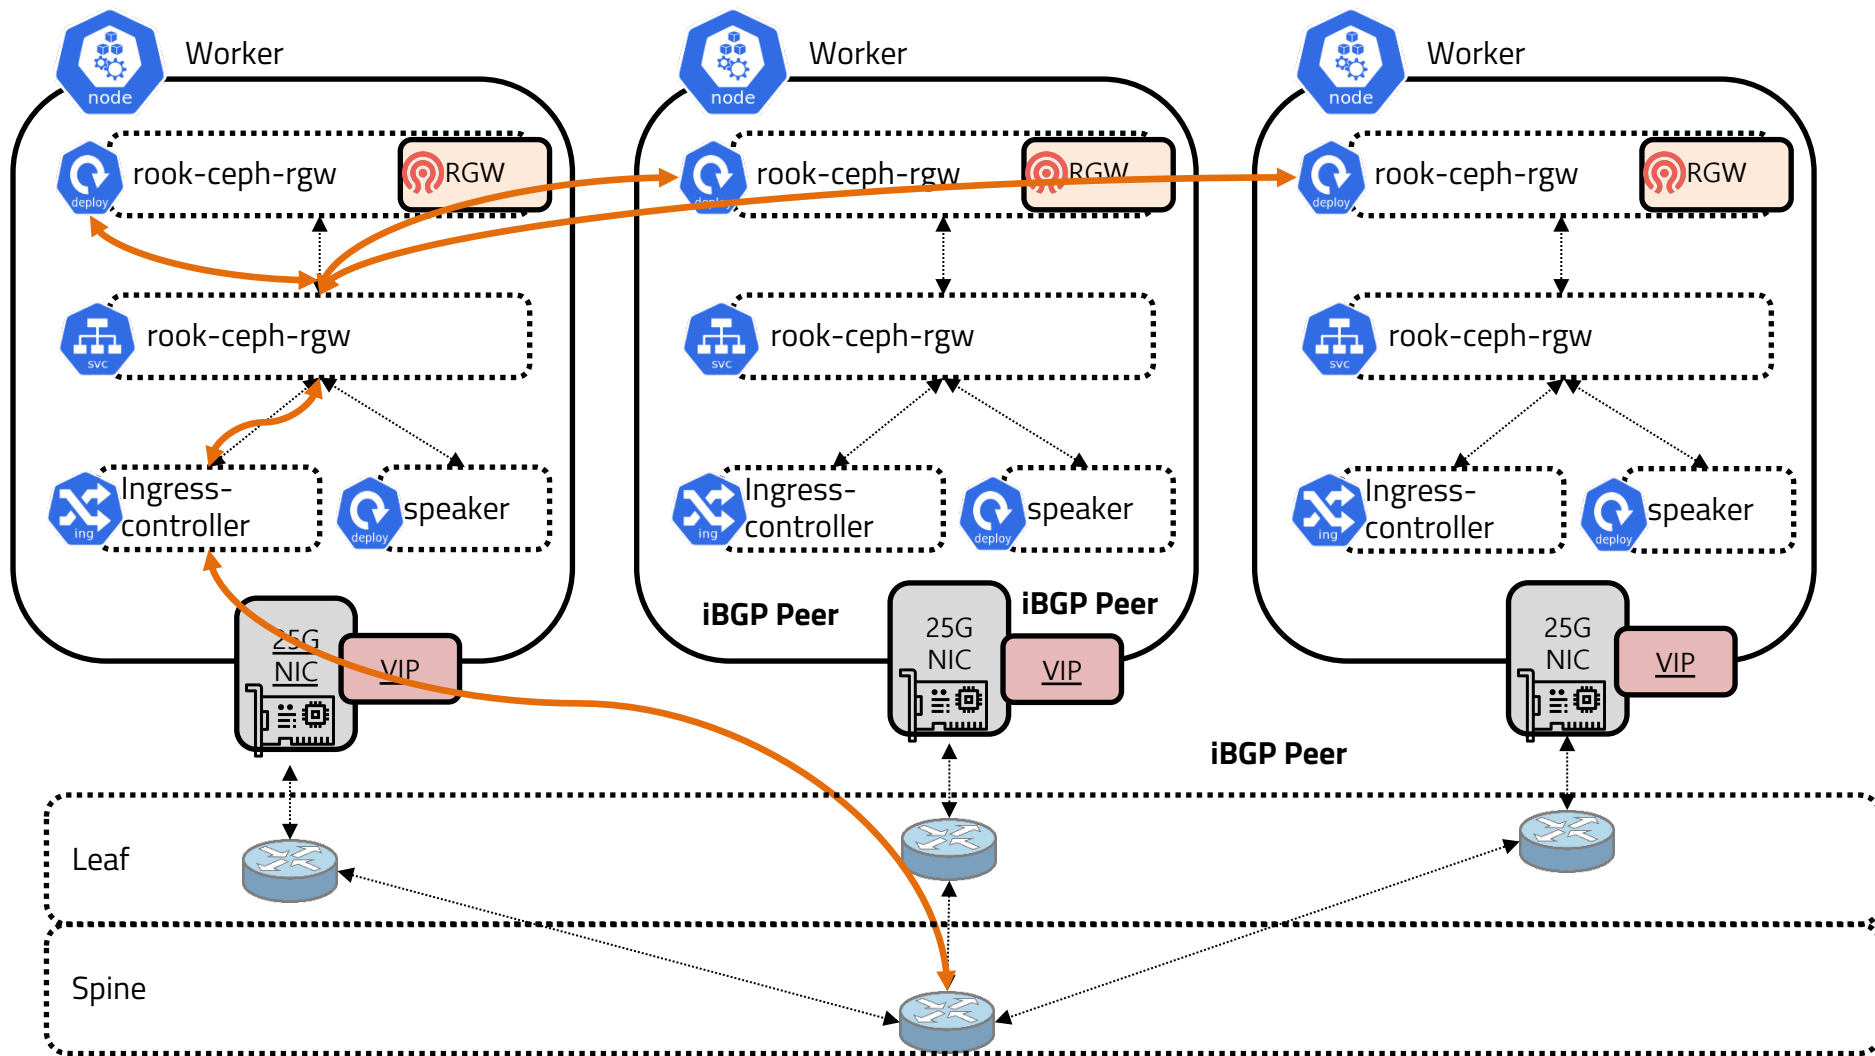 Worker
node
rook-ceph-rgw
deploy
RGW
rook-ceph-rgw
svc
Ingress-
controller
ing
speaker
deploy
25G
NIC
VIP
Worker
node
rook-ceph-rgw
deploy
RGW
rook-ceph-rgw
svc
Ingress-
controller
ing
speaker
deploy
iBGP Peer
25G
NIC
iBGP Peer
VIP
Worker
node
rook-ceph-rgw
deploy
RGW
rook-ceph-rgw
svc
Ingress-
controller
ing
speaker
deploy
25G
NIC
VIP
iBGP Peer
Leaf
Spine